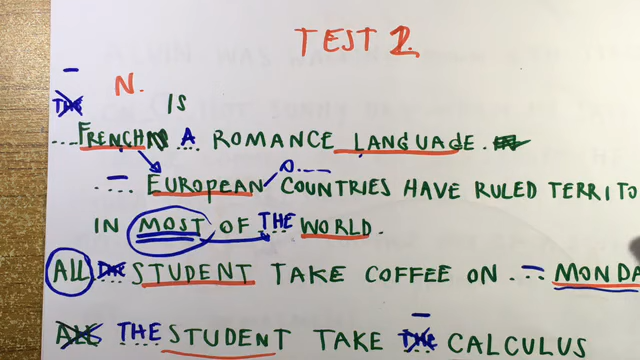 TEST 2
N.
THE IS
....FRENCH A ROMANCE LANGUAGE.
EUROPEAN COUNTRIES HAVE RULED TERRITO
IN MOST OF THE WORLD.
ALL THE STUDENT TAKE COFFEE ON ... MONDA
ALL THE STUDENT TAKE THE CALCULUS